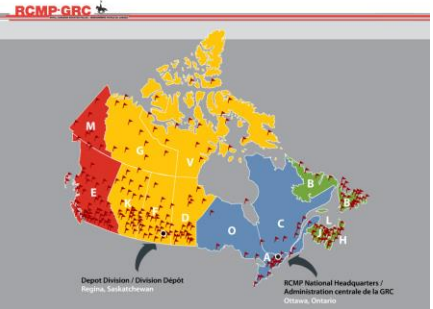 RCMP·GRC
M
G
V
E
K
F
D
O
C
A
B
B
L
J
H
Depot Division / Division Dépôt
Regina, Saskatchewan
RCMP National Headquarters /
Administration centrale de la GRC
Ottawa, Ontario